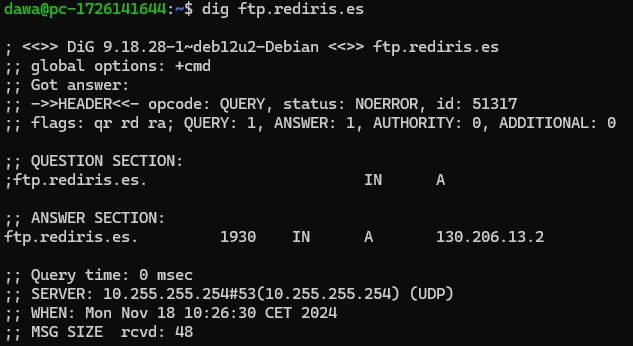 dawa@pc-1726141644:~$ dig ftp.rediris.es
; <<>> DiG 9.18.28-1~deb12u2-Debian <<>> ftp.rediris.es
;; global options: +cmd
;; Got answer:
;; ->>HEADER<<- opcode: QUERY, status: NOERROR, id: 51317
;; flags: qr rd ra; QUERY: 1, ANSWER: 1, AUTHORITY: 0, ADDITIONAL: 0
;; QUESTION SECTION:
;ftp.rediris.es. IN A
;; ANSWER SECTION:
ftp.rediris.es. 1930 IN A 130.206.13.2
;; Query time: 0 msec
;; SERVER: 10.255.255.254#53(10.255.255.254) (UDP)
;; WHEN: Mon Nov 18 10:26:30 CET 2024
;; MSG SIZE  rcvd: 48